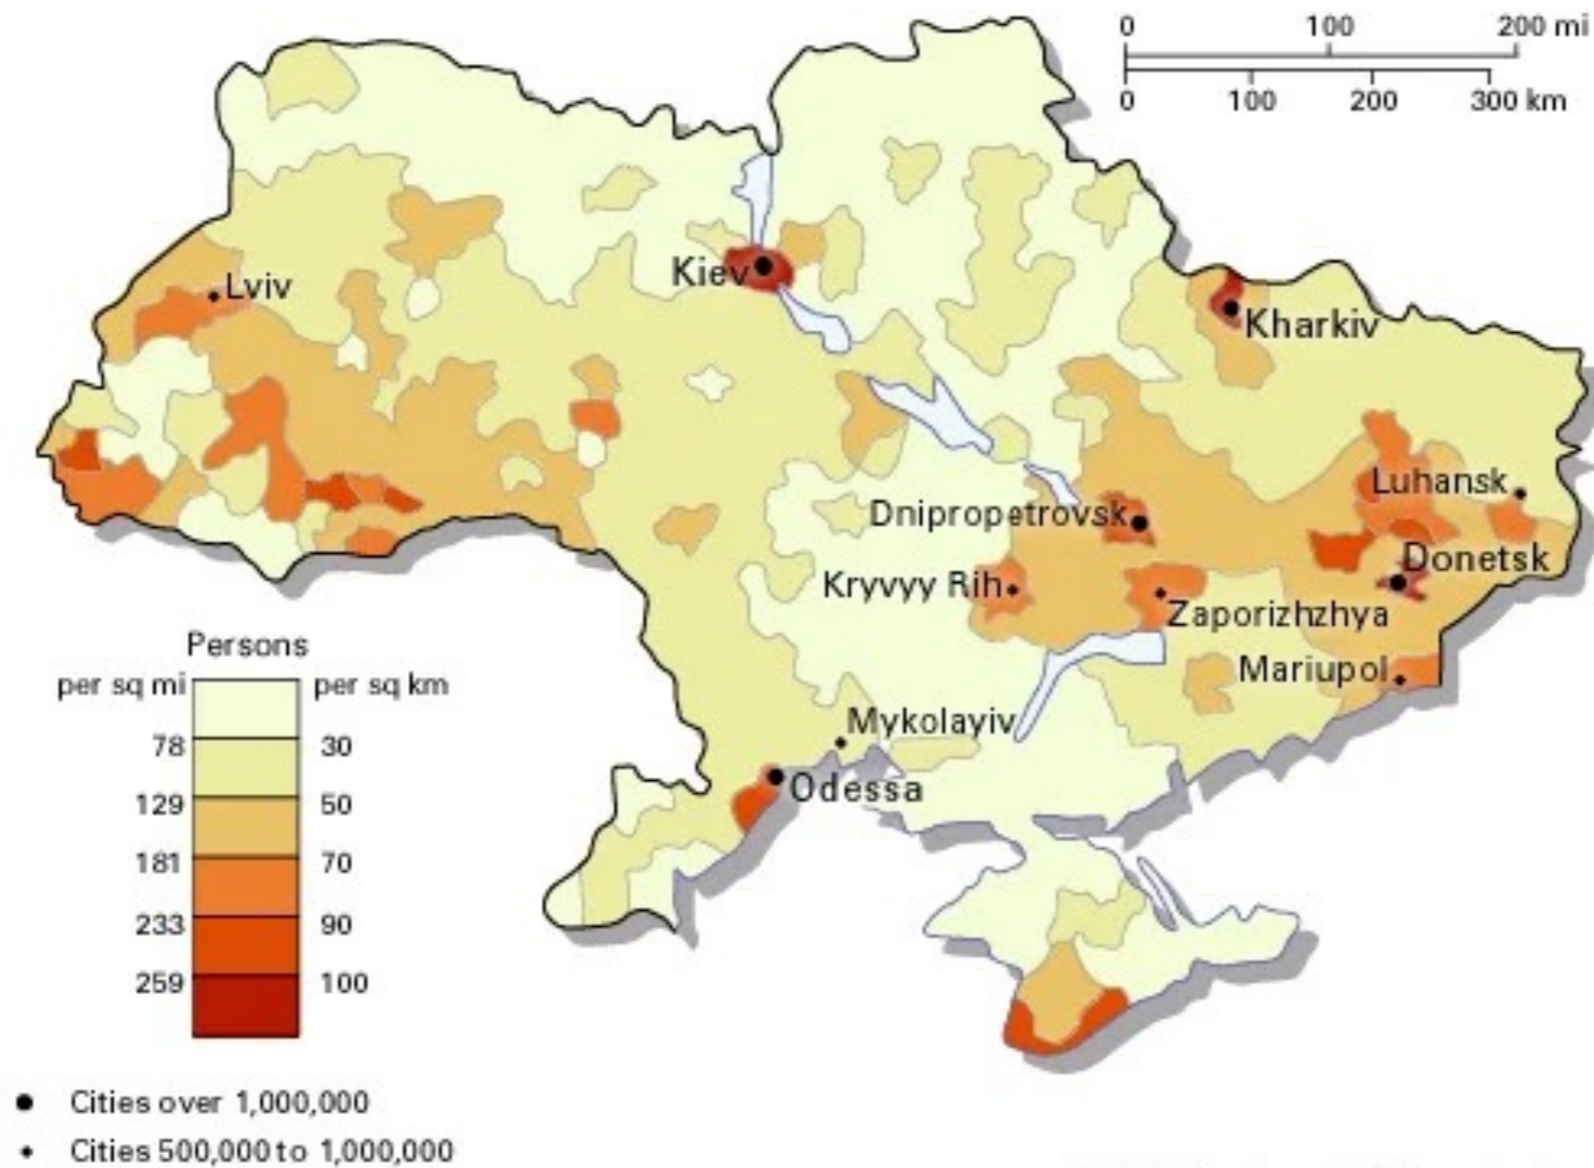 0 100 200 mi
0 100 200 300 km
Lviv
Kiev
Kharkiv
Luhansk
Dnipropetrovsk
Donetsk
Kryvyy Rih
Zaporizhzhya
Mariupol
Mykolayiv
Odessa
Persons
per sq mi per sq km
78 30
129 50
181 70
233 90
259 100
Cities over 1,000,000
Cities 500,000 to 1,000,000